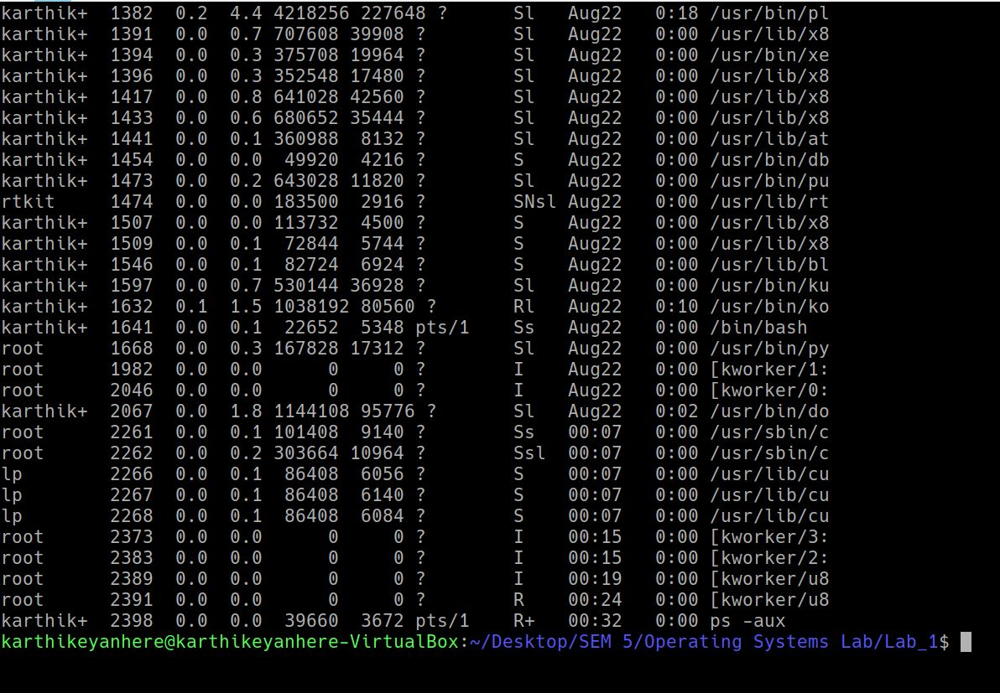 karthik+  1382  0.2  4.4 4218256 227648 ?      Sl   Aug22   0:18 /usr/bin/pl
karthik+  1391  0.0  0.7 707608 39908 ?        Sl   Aug22   0:00 /usr/lib/x8
karthik+  1394  0.0  0.3 375708 19964 ?        Sl   Aug22   0:00 /usr/bin/xe
karthik+  1396  0.0  0.3 352548 17480 ?        Sl   Aug22   0:00 /usr/lib/x8
karthik+  1417  0.0  0.8 641028 42560 ?        Sl   Aug22   0:00 /usr/lib/x8
karthik+  1433  0.0  0.6 680652 35444 ?        Sl   Aug22   0:00 /usr/lib/x8
karthik+  1441  0.0  0.1 360988  8132 ?        Sl   Aug22   0:00 /usr/lib/at
karthik+  1454  0.0  0.0  49920  4216 ?        S    Aug22   0:00 /usr/bin/db
karthik+  1473  0.0  0.2 643028 11820 ?        Sl   Aug22   0:00 /usr/bin/pu
rtkit     1474  0.0  0.0 183500  2916 ?        SNsl Aug22   0:00 /usr/lib/rt
karthik+  1507  0.0  0.0 113732  4500 ?        S    Aug22   0:00 /usr/lib/x8
karthik+  1509  0.0  0.1  72844  5744 ?        S    Aug22   0:00 /usr/lib/x8
karthik+  1546  0.0  0.1  82724  6924 ?        S    Aug22   0:00 /usr/lib/bl
karthik+  1597  0.0  0.7 530144 36928 ?        Sl   Aug22   0:00 /usr/bin/ku
karthik+  1632  0.1  1.5 1038192 80560 ?       Rl   Aug22   0:10 /usr/bin/ko
karthik+  1641  0.0  0.1  22652  5348 pts/1    Ss   Aug22   0:00 /bin/bash
root      1668  0.0  0.3 167828 17312 ?        Sl   Aug22   0:00 /usr/bin/py
root      1982  0.0  0.0      0     0 ?        I    Aug22   0:00 [kworker/1:
root      2046  0.0  0.0      0     0 ?        I    Aug22   0:00 [kworker/0:
karthik+  2067  0.0  1.8 1144108 95776 ?       Sl   Aug22   0:02 /usr/bin/do
root      2261  0.0  0.1 101408  9140 ?        Ss   00:07   0:00 /usr/sbin/c
root      2262  0.0  0.2 303664 10964 ?        Ssl  00:07   0:00 /usr/sbin/c
lp        2266  0.0  0.1  86408  6056 ?        S    00:07   0:00 /usr/lib/cu
lp        2267  0.0  0.1  86408  6140 ?        S    00:07   0:00 /usr/lib/cu
lp        2268  0.0  0.1  86408  6084 ?        S    00:07   0:00 /usr/lib/cu
root      2373  0.0  0.0      0     0 ?        I    00:15   0:00 [kworker/3:
root      2383  0.0  0.0      0     0 ?        I    00:15   0:00 [kworker/2:
root      2389  0.0  0.0      0     0 ?        I    00:19   0:00 [kworker/u8
root      2391  0.0  0.0      0     0 ?        R    00:24   0:00 [kworker/u8
karthik+  2398  0.0  0.0  39660  3672 pts/1    R+   00:32   0:00 ps -aux
karthikeyanhere@karthikeyanhere-VirtualBox:~/Desktop/SEM 5/Operating Systems Lab/Lab_1$